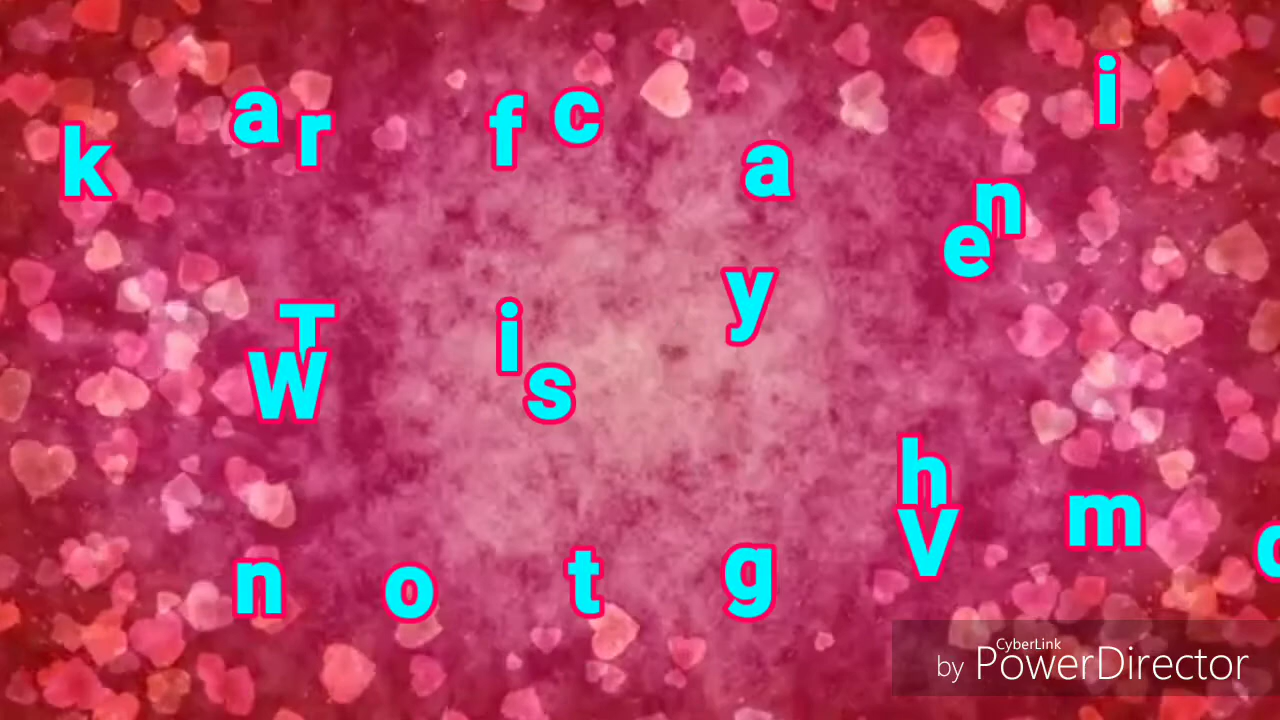 k a r f c a n i
e
T i y
W s
h
n o t g V m
CyberLink
by PowerDirector